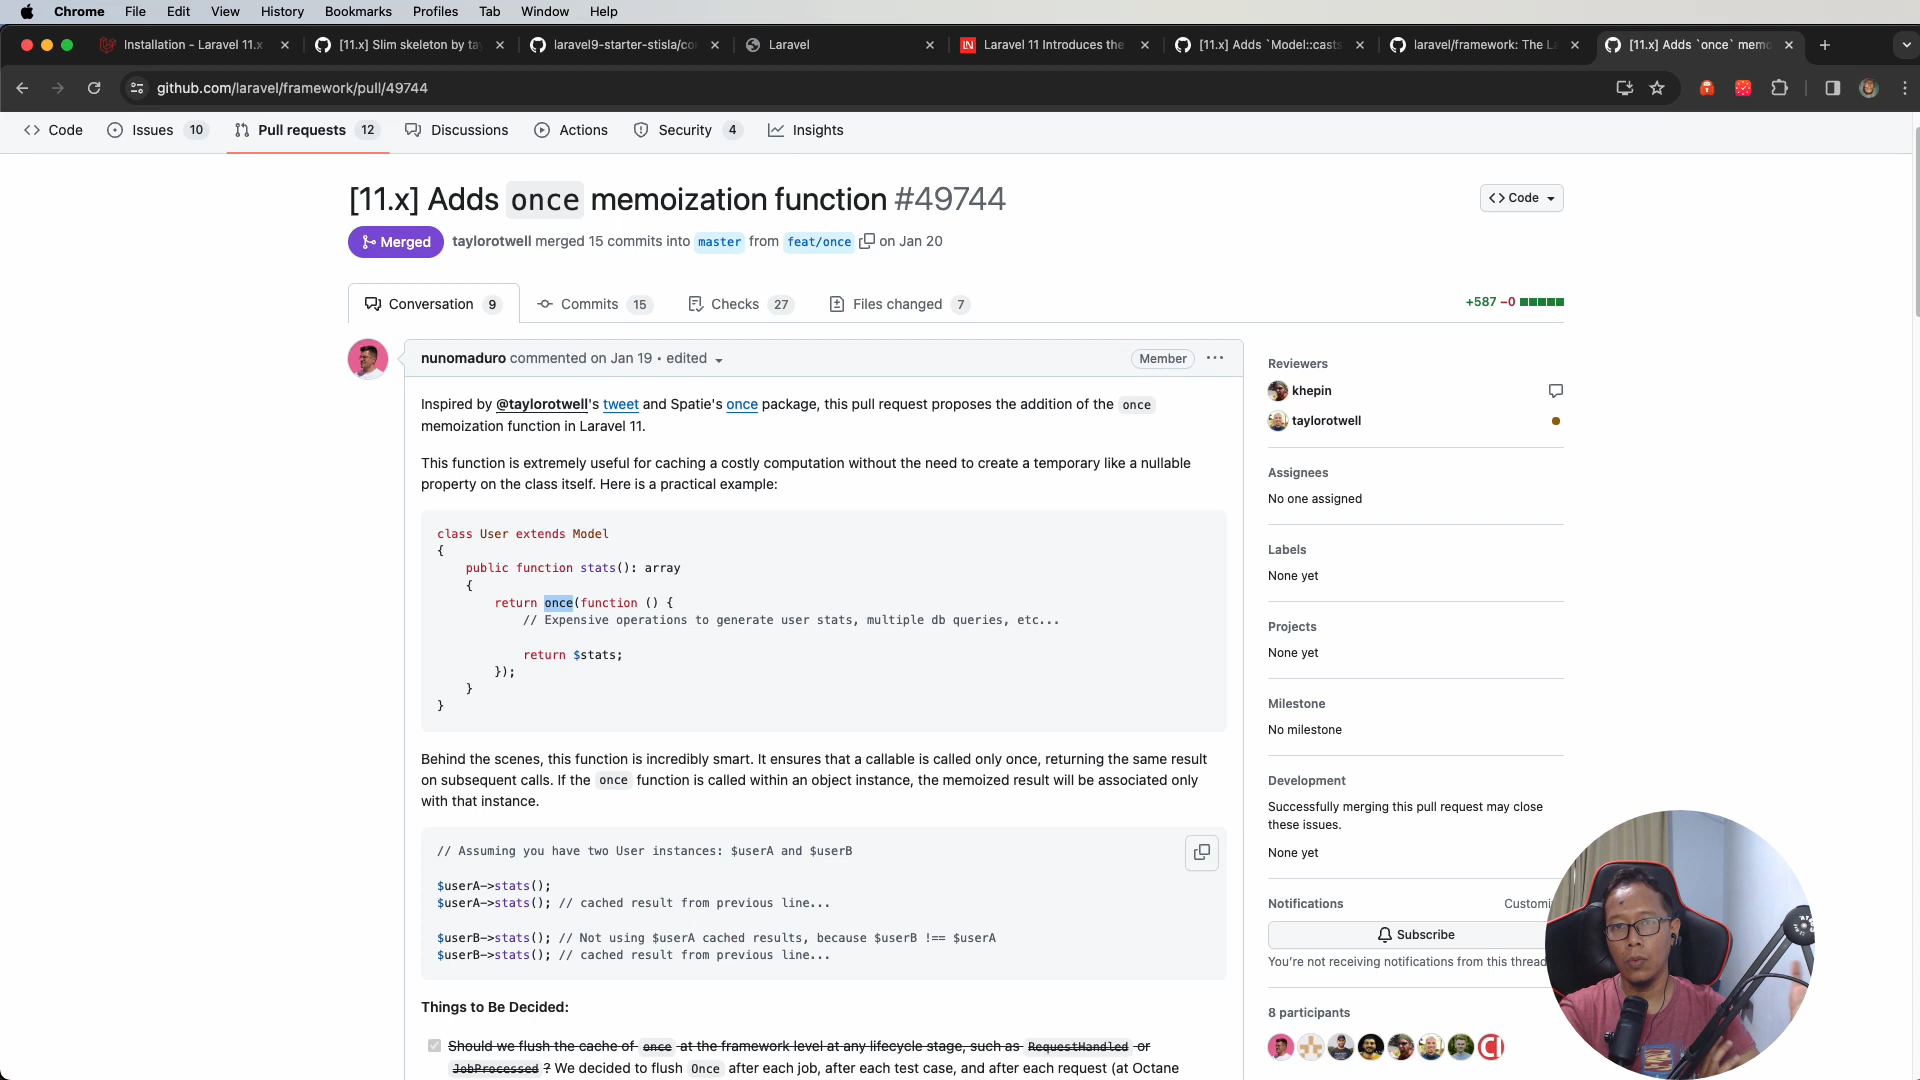 Chrome File Edit View History Bookmarks Profiles Tab Window Help
Installation - Laravel 11.x
[11.x] Slim skeleton by tay
laravel9-starter-stisla/co
Laravel
LN Laravel 11 Introduces the
[11.x] Adds `Model::casts
laravel/framework: The La
[11.x] Adds `once` memo
github.com/laravel/framework/pull/49744
Code Issues 10 Pull requests 12 Discussions Actions Security 4 Insights
[11.x] Adds once memoization function #49744
<> Code
Merged taylorotwell merged 15 commits into master from feat/once on Jan 20
Conversation 9 Commits 15 Checks 27 Files changed 7
+587 −0
nunomaduro commented on Jan 19 • edited
Member
Inspired by @taylorotwell's tweet and Spatie's once package, this pull request proposes the addition of the once
memoization function in Laravel 11.
This function is extremely useful for caching a costly computation without the need to create a temporary like a nullable
property on the class itself. Here is a practical example:
class User extends Model
{
public function stats(): array
{
return once(function () {
// Expensive operations to generate user stats, multiple db queries, etc...
return $stats;
});
}
}
Behind the scenes, this function is incredibly smart. It ensures that a callable is called only once, returning the same result
on subsequent calls. If the once function is called within an object instance, the memoized result will be associated only
with that instance.
// Assuming you have two User instances: $userA and $userB
$userA->stats();
$userA->stats(); // cached result from previous line...
$userB->stats(); // Not using $userA cached results, because $userB !== $userA
$userB->stats(); // cached result from previous line...
Things to Be Decided:
Should we flush the cache of once at the framework level at any lifecycle stage, such as RequestHandled or
JobProcessed ? We decided to flush Once after each job, after each test case, and after each request (at Octane
Reviewers
khepin
taylorotwell
Assignees
No one assigned
Labels
None yet
Projects
None yet
Milestone
No milestone
Development
Successfully merging this pull request may close
these issues.
None yet
Notifications
Subscribe
You're not receiving notifications from this thread
8 participants